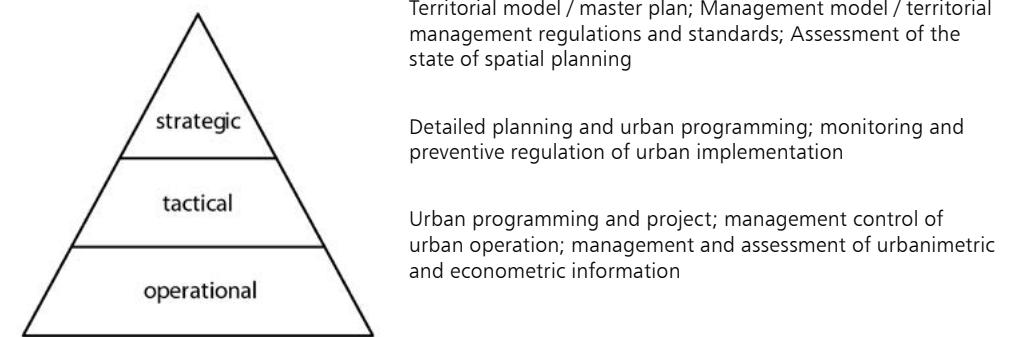 Territorial model / master plan; Management model / territorial
management regulations and standards; Assessment of the
state of spatial planning
strategic
Detailed planning and urban programming; monitoring and
preventive regulation of urban implementation
tactical
Urban programming and project; management control of
urban operation; management and assessment of urbanimetric
and econometric information
operational